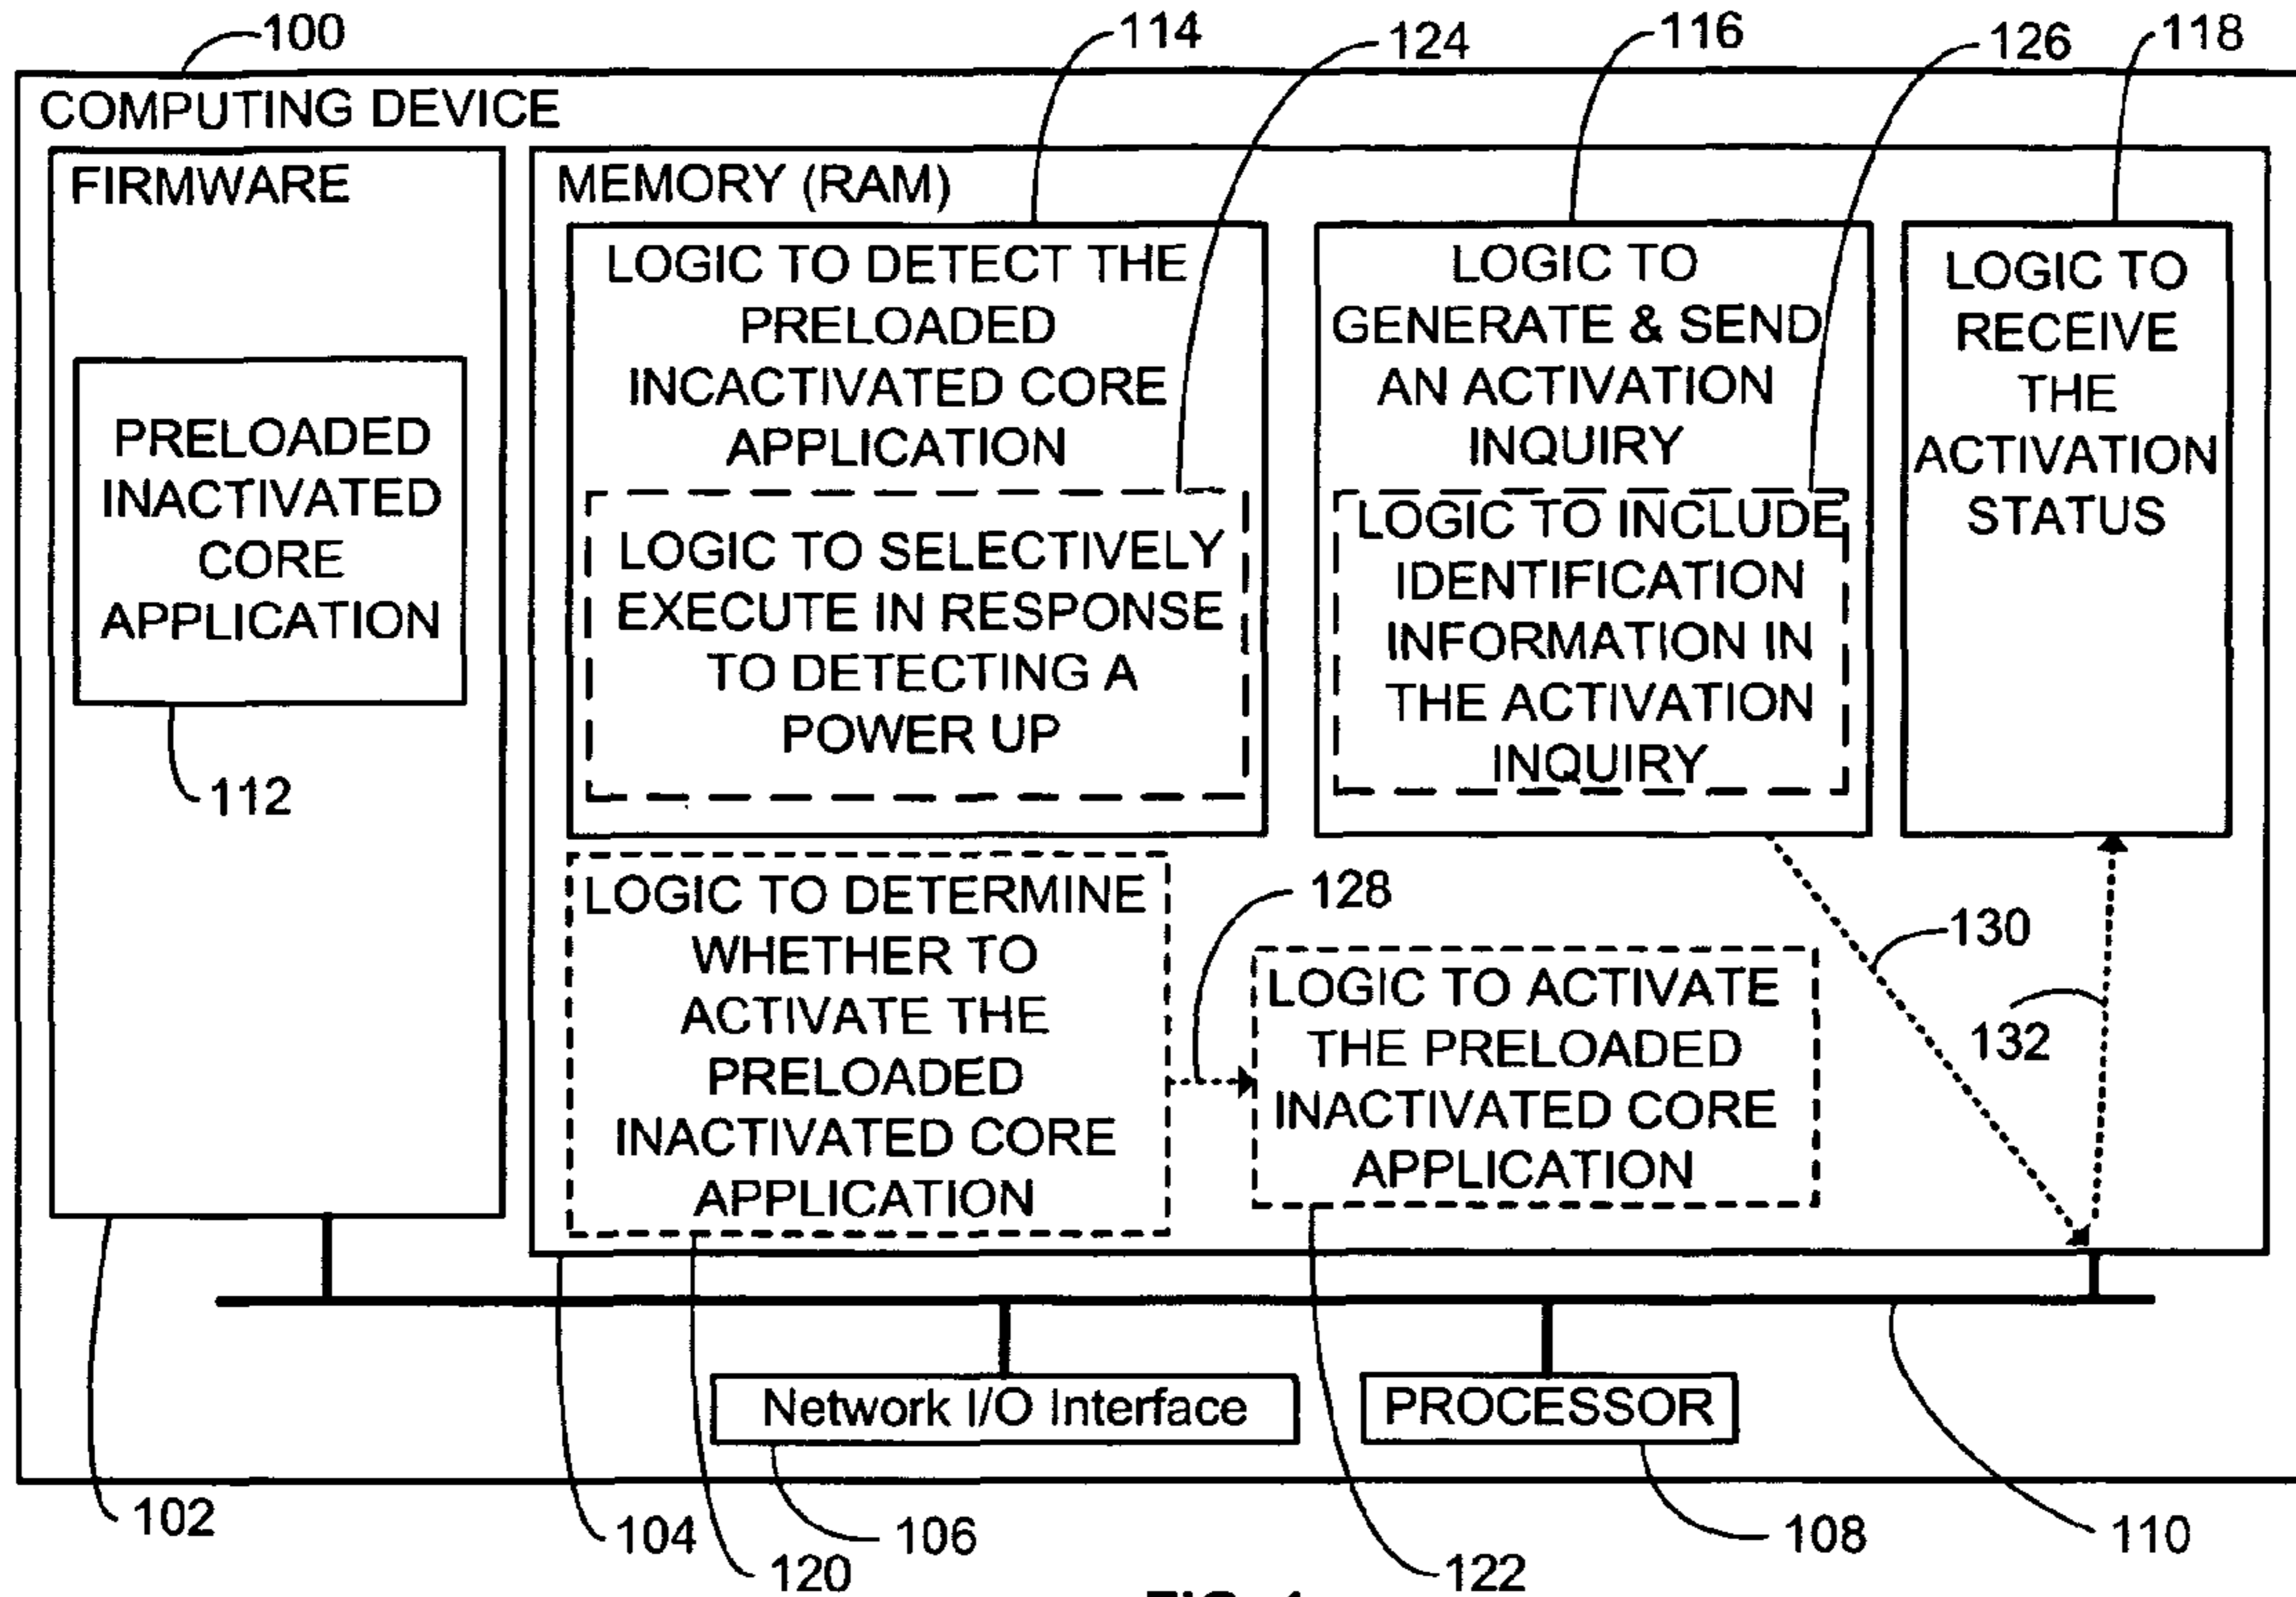 100
114
124
116
126
118
COMPUTING DEVICE
FIRMWARE
PRELOADED
INACTIVATED
CORE
APPLICATION
112
MEMORY (RAM)
LOGIC TO DETECT THE
PRELOADED
INCACTIVATED CORE
APPLICATION
LOGIC TO SELECTIVELY
EXECUTE IN RESPONSE
TO DETECTING A
POWER UP
LOGIC TO
GENERATE & SEND
AN ACTIVATION
INQUIRY
LOGIC TO INCLUDE
IDENTIFICATION
INFORMATION IN
THE ACTIVATION
INQUIRY
LOGIC TO
RECEIVE
THE
ACTIVATION
STATUS
LOGIC TO DETERMINE
WHETHER TO
ACTIVATE THE
PRELOADED
INACTIVATED CORE
APPLICATION
128
LOGIC TO ACTIVATE
THE PRELOADED
INACTIVATED CORE
APPLICATION
130
132
Network I/O Interface
PROCESSOR
102
104
106
108
110
120
122